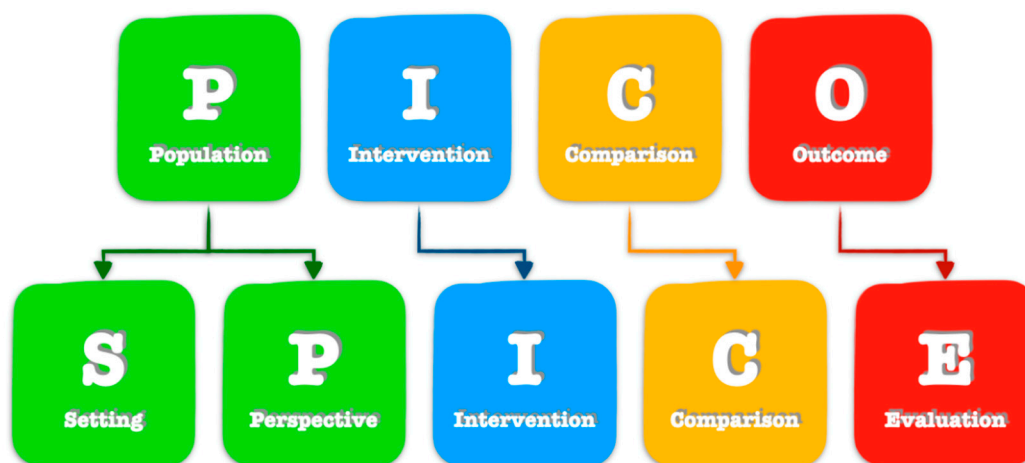 P I C O
Population Intervention Comparison Outcome
S P I C E
Setting Perspective Intervention Comparison Evaluation